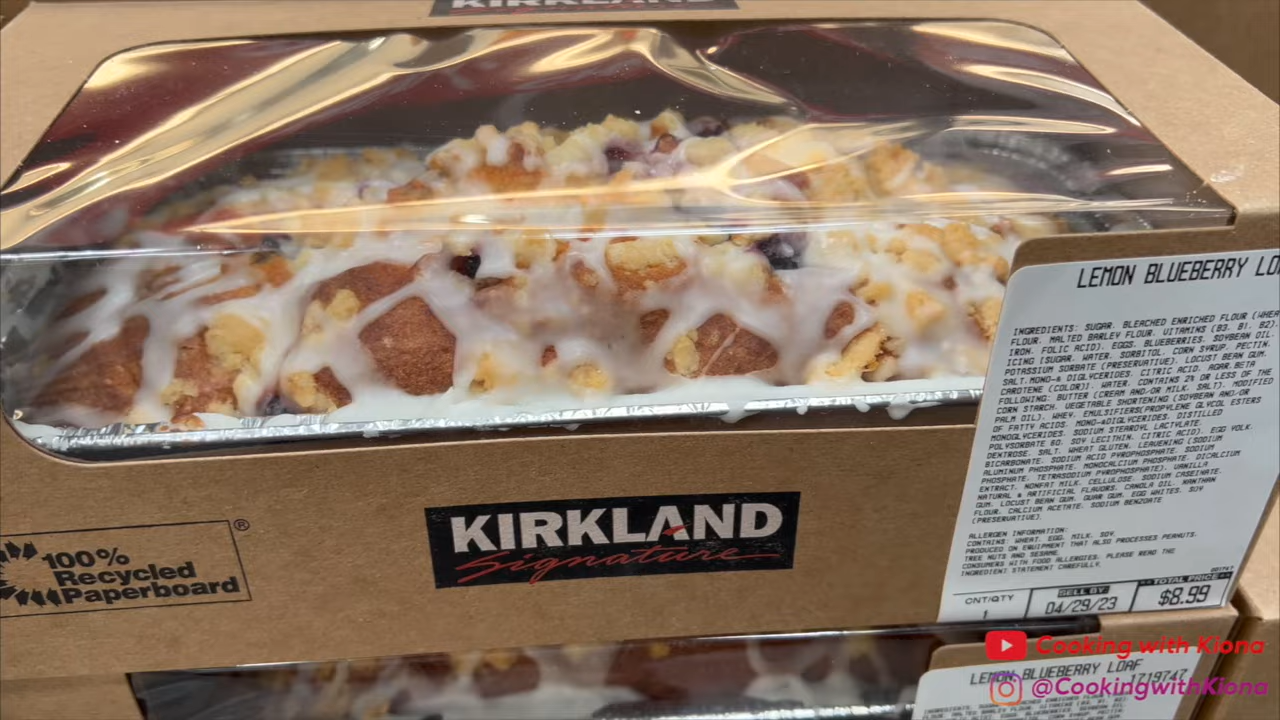 KIRKLAND
LEMON BLUEBERRY LO
INGREDIENTS: SUGAR. BLEACHED ENRICHED FLOUR (WHEA
FLOUR. MALTED BARLEY FLOUR. VITAMINS (B3. B1. B2)
IRON. FOLIC ACID). EGGS. BLUEBERRIES. SOYBEAN OIL.
ICING (SUGAR. WATER. SORBITOL. CORN SYRUP. PECTIN.
POTASSIUM SORBATE (PRESERVATIVE). LOCUST BEAN GUM.
SALT. MONO-& DIGLYCERIDES. CITRIC ACID. AGAR. BETA
CAROTENE (COLOR)). WATER. CONTAINS 2% OR LESS OF THE
FOLLOWING: BUTTER (CREAM AND/OR MILK. SALT). MODIFIED
CORN STARCH. VEGETABLE SHORTENING (SOYBEAN AND/OR
PALM OIL). WHEY. EMULSIFIERS(PROPYLENE GLYCOL ESTERS
OF FATTY ACIDS. MONO-&DIGLYCERIDES. DISTILLED
MONOGLYCERIDES. SODIUM STEAROYL LACTYLATE.
POLYSORBATE 60. SOY LECITHIN. CITRIC ACID). EGG YOLK.
DEXTROSE. SALT. WHEAT GLUTEN. LEAVENING (SODIUM
BICARBONATE. SODIUM ACID PYROPHOSPHATE. SODIUM
ALUMINUM PHOSPHATE. MONOCALCIUM PHOSPHATE. DICALCIUM
PHOSPHATE. TETRASODIUM PYROPHOSPHATE). VANILLA
EXTRACT. NONFAT MILK. CELLULOSE. SODIUM CASEINATE.
NATURAL & ARTIFICIAL FLAVORS. CANOLA OIL. XANTHAN
GUM. LOCUST BEAN GUM. GUAR GUM. EGG WHITES. SOY
FLOUR. CALCIUM ACETATE. SODIUM BENZOATE
(PRESERVATIVE).
ALLERGEN INFORMATION:
CONTAINS: WHEAT. EGG. MILK. SOY.
PRODUCED ON EQUIPMENT THAT ALSO PROCESSES PEANUTS.
TREE NUTS AND SESAME.
CONSUMERS WITH FOOD ALLERGIES. PLEASE READ THE
INGREDIENT STATEMENT CAREFULLY.
CNT/QTY SELL BY TOTAL PRICE
1 04/29/23 $8.99
KIRKLAND
Signature
100%
Recycled
Paperboard
®
Cooking with Kiona
LEMON BLUEBERRY LOAF
1719747
@CookingwithKiona